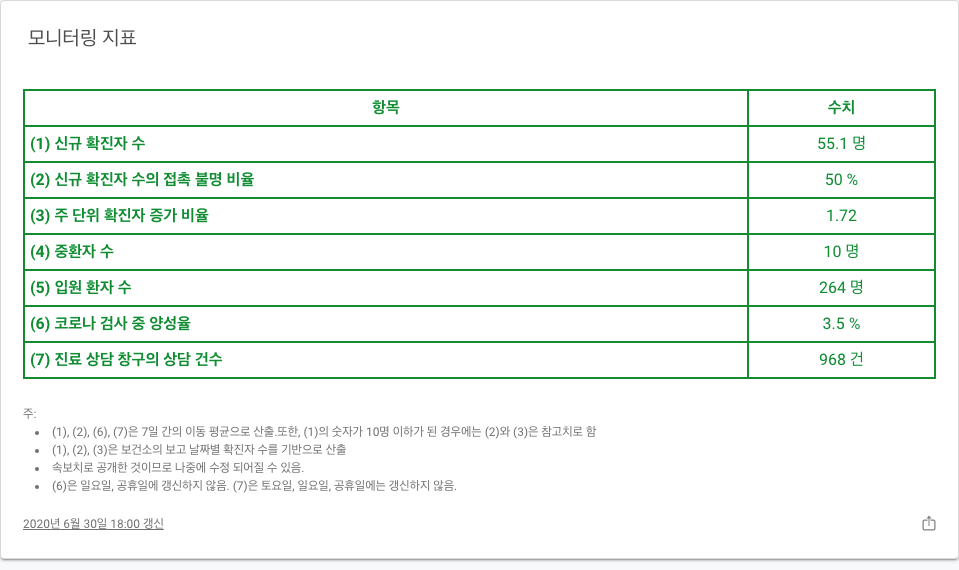 모니터링 지표
항목 수치
(1) 신규 확진자 수 55.1 명
(2) 신규 확진자 수의 접촉 불명 비율 50 %
(3) 주 단위 확진자 증가 비율 1.72
(4) 중환자 수 10 명
(5) 입원 환자 수 264 명
(6) 코로나 검사 중 양성율 3.5 %
(7) 진료 상담 창구의 상담 건수 968 건
주:
• (1), (2), (6), (7)은 7일 간의 이동 평균으로 산출.또한, (1)의 숫자가 10명 이하가 된 경우에는 (2)와 (3)은 참고치로 함
• (1), (2), (3)은 보건소의 보고 날짜별 확진자 수를 기반으로 산출
• 속보치로 공개한 것이므로 나중에 수정 되어질 수 있음.
• (6)은 일요일, 공휴일에 갱신하지 않음. (7)은 토요일, 일요일, 공휴일에는 갱신하지 않음.
2020년 6월 30일 18:00 갱신